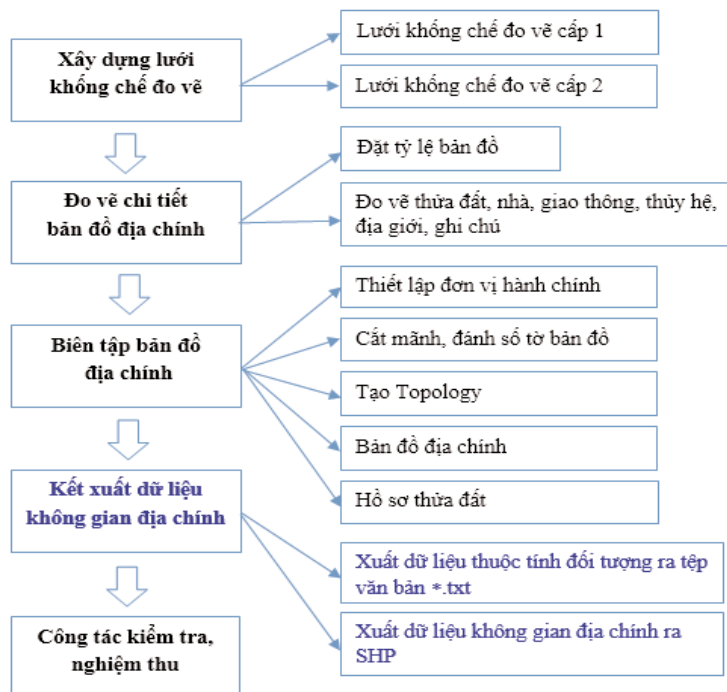 Xây dựng lưới
khống chế đo vẽ
Lưới khống chế đo vẽ cấp 1
Lưới khống chế đo vẽ cấp 2
Đo vẽ chi tiết
bản đồ địa chính
Đặt tỷ lệ bản đồ
Đo vẽ thửa đất, nhà, giao thông, thủy hệ,
địa giới, ghi chú
Biên tập bản đồ
địa chính
Thiết lập đơn vị hành chính
Cắt mãnh, đánh số tờ bản đồ
Tạo Topology
Bản đồ địa chính
Hồ sơ thửa đất
Kết xuất dữ liệu
không gian địa chính
Xuất dữ liệu thuộc tính đối tượng ra tệp
văn bản *.txt
Xuất dữ liệu không gian địa chính ra
SHP
Công tác kiểm tra,
nghiệm thu